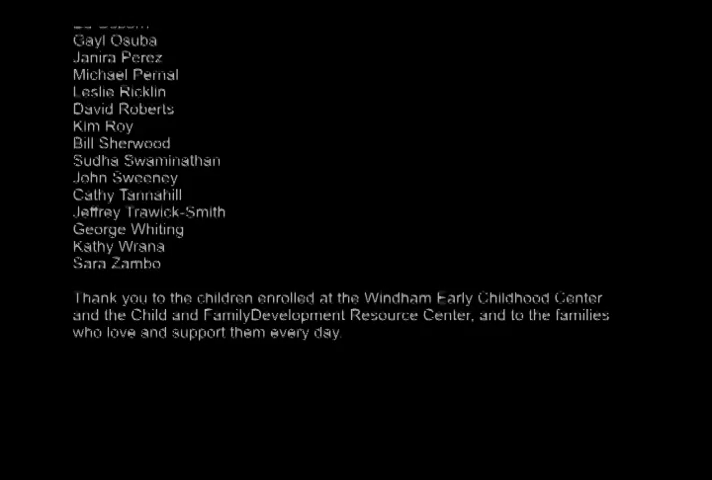 Gayl Osuba
Janira Perez
Michael Pernal
Leslie Ricklin
David Roberts
Kim Roy
Bill Sherwood
Sudha Swaminathan
John Sweeney
Cathy Tannahill
Jeffrey Trawick-Smith
George Whiting
Kathy Wrana
Sara Zambo
Thank you to the children enrolled at the Windham Early Childhood Center
and the Child and FamilyDevelopment Resource Center, and to the families
who love and support them every day.